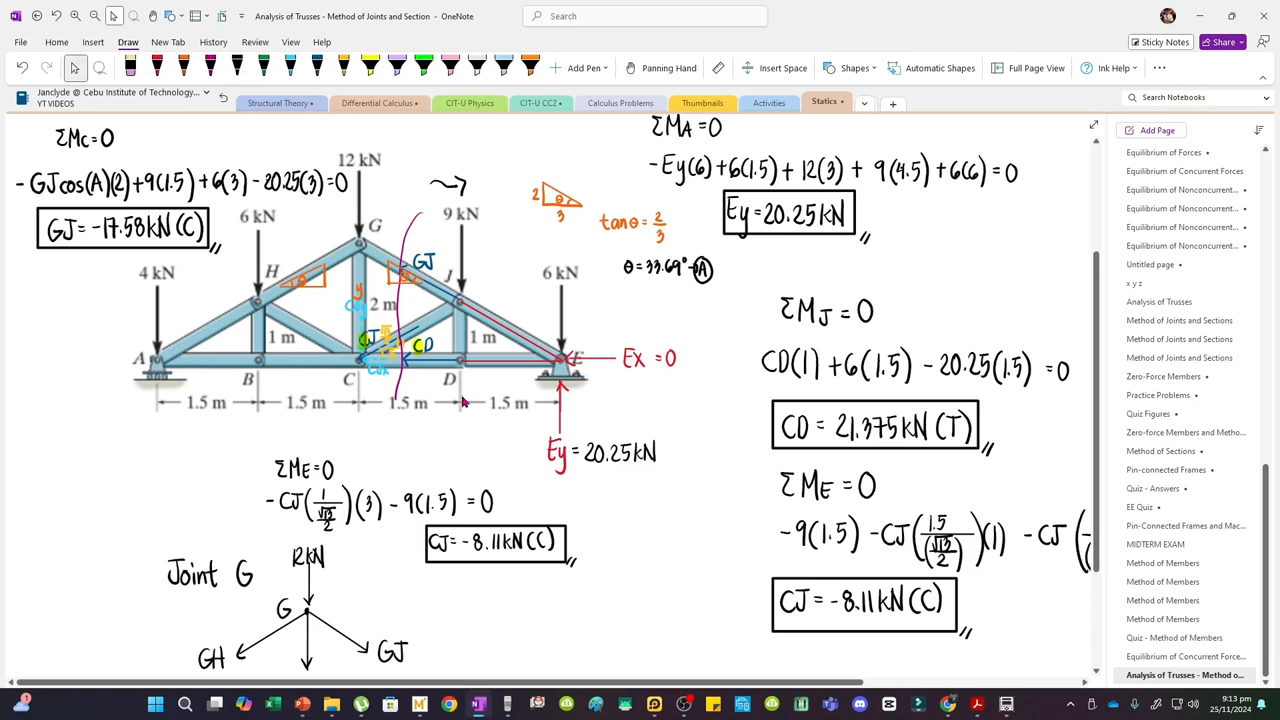 Analysis of Trusses - Method of Joints and Section - OneNote
Search
File Home Insert Draw New Tab History Review View Help
Sticky Notes
Share
Add Pen
Panning Hand
Insert Space
Shapes
Automatic Shapes
Full Page View
Ink Help
Janclyde @ Cebu Institute of Technology...
YT VIDEOS
Structural Theory
Differential Calculus
CIT-U Physics
CIT-U CC2
Calculus Problems
Thumbnails
Activities
Statics
Search Notebooks
ΣMC=0
-GJcos(A)(2)+9(1.5)+6(3)-20.25(3)=0
GJ=-17.58kN(C)
ΣMA=0
-Ey(6)+6(1.5)+12(3)+9(4.5)+6(6)=0
Ey=20.25kN
2
θ
3
tanθ=2/3
θ=33.69°→A
12 kN
6 kN
9 kN
4 kN
6 kN
G
H
GJ
J
θ
θ
y
2 m
1 m
1 m
CJ
CD
A
B
C
D
E
Ex =0
1.5 m
1.5 m
1.5 m
1.5 m
Ey=20.25kN
ΣMJ=0
CD(1)+6(1.5)-20.25(1.5)=0
CD=21.375kN(T)
ΣME=0
-9(1.5)-CJ(1.5/(√13/2))(1)-CJ(
CJ=-8.11kN(C)
ΣME=0
-CJ(1/(√13/2))(3)-9(1.5)=0
CJ=-8.11kN(C)
Joint G
G
GH
GJ
Add Page
Equilibrium of Forces
Equilibrium of Concurrent Forces
Equilibrium of Nonconcurrent...
Equilibrium of Nonconcurrent...
Equilibrium of Nonconcurrent...
Equilibrium of Nonconcurrent...
Untitled page
x y z
Analysis of Trusses
Method of Joints and Sections
Method of Joints and Sections
Method of Joints and Sections
Zero-Force Members
Practice Problems
Quiz Figures
Zero-force Members and Metho...
Method of Sections
Pin-connected Frames
Quiz - Answers
EE Quiz
Pin-Connected Frames and Mac...
MIDTERM EXAM
Method of Members
Method of Members
Method of Members
Method of Members
Quiz - Method of Members
Equilibrium of Concurrent Force...
Analysis of Trusses - Method o...
9:13 pm
25/11/2024